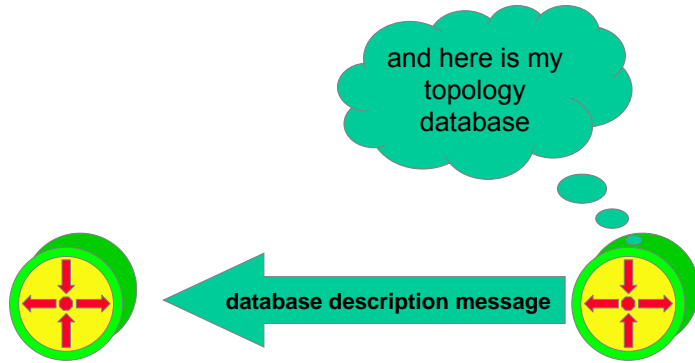 and here is my
topology
database
database description message